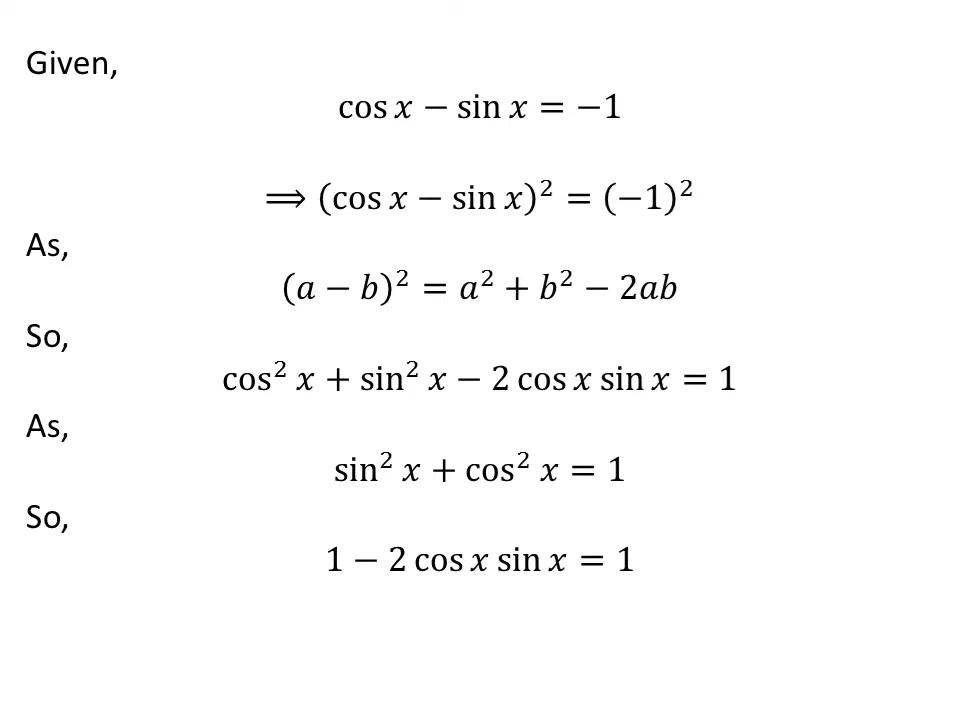 Given,
cos 𝑥 − sin 𝑥 = −1
⟹ (cos 𝑥 − sin 𝑥)² = (−1)²
As,
(𝑎 − 𝑏)² = 𝑎² + 𝑏² − 2𝑎𝑏
So,
cos² 𝑥 + sin² 𝑥 − 2 cos 𝑥 sin 𝑥 = 1
As,
sin² 𝑥 + cos² 𝑥 = 1
So,
1 − 2 cos 𝑥 sin 𝑥 = 1